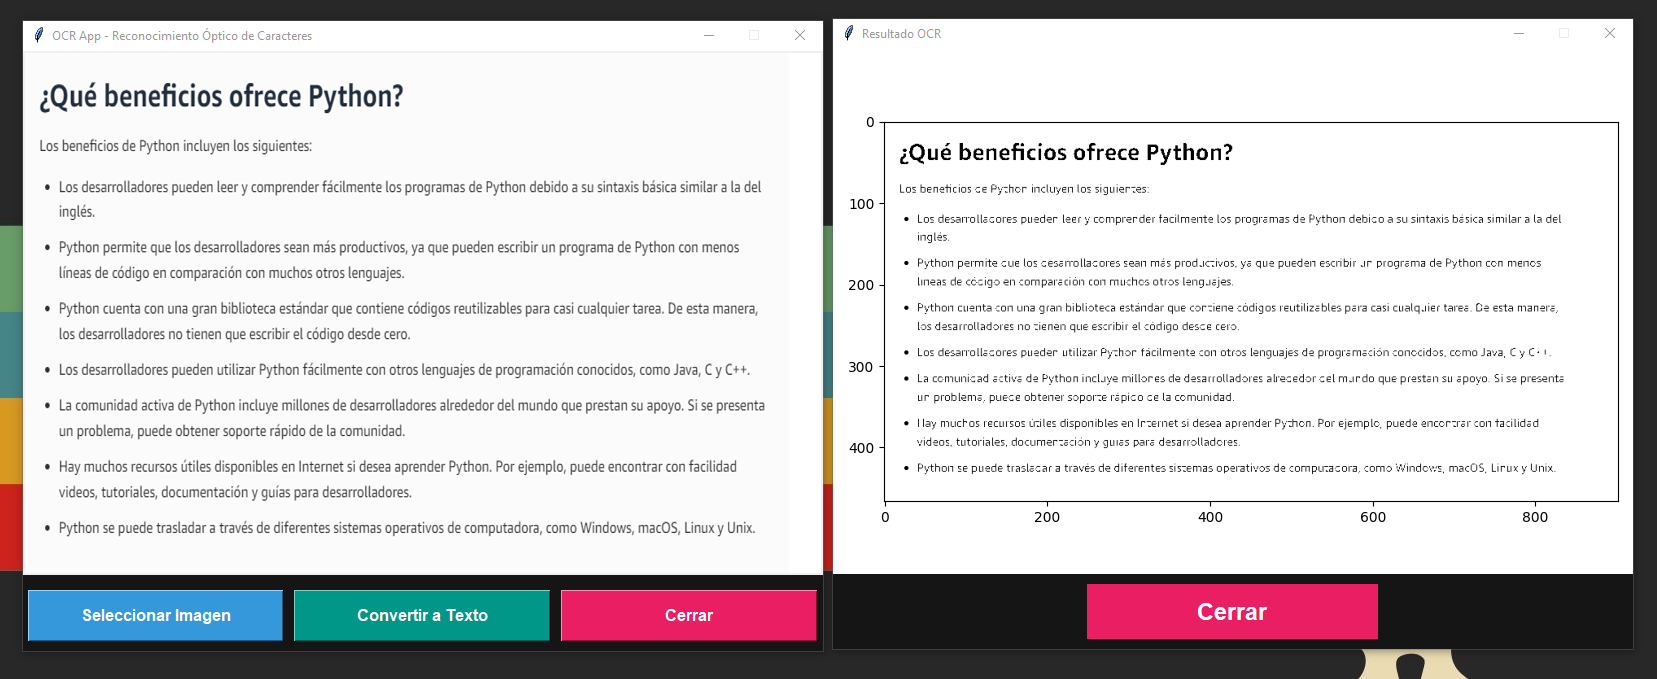 OCR App - Reconocimiento Óptico de Caracteres
¿Qué beneficios ofrece Python?
Los beneficios de Python incluyen los siguientes:
• Los desarrolladores pueden leer y comprender fácilmente los programas de Python debido a su sintaxis básica similar a la del
inglés.
• Python permite que los desarrolladores sean más productivos, ya que pueden escribir un programa de Python con menos
líneas de código en comparación con muchos otros lenguajes.
• Python cuenta con una gran biblioteca estándar que contiene códigos reutilizables para casi cualquier tarea. De esta manera,
los desarrolladores no tienen que escribir el código desde cero.
• Los desarrolladores pueden utilizar Python fácilmente con otros lenguajes de programación conocidos, como Java, C y C++.
• La comunidad activa de Python incluye millones de desarrolladores alrededor del mundo que prestan su apoyo. Si se presenta
un problema, puede obtener soporte rápido de la comunidad.
• Hay muchos recursos útiles disponibles en Internet si desea aprender Python. Por ejemplo, puede encontrar con facilidad
videos, tutoriales, documentación y guías para desarrolladores.
• Python se puede trasladar a través de diferentes sistemas operativos de computadora, como Windows, macOS, Linux y Unix.
Seleccionar Imagen
Convertir a Texto
Cerrar
Resultado OCR
0
100
200
300
400
¿Qué beneficios ofrece Python?
Los beneficios de Python incluyen los siguientes:
• Los desarrolladores pueden leer y comprender facilmente los programas de Python debido a su sintaxis básica similar a la del
inglés.
• Python permite que los desarrolladores sean más productivos, ya que pueden escribir un programa de Python con menos
lineas de código en comparación con muchos otros lenguajes.
• Python cuenta con una gran biblioteca estándar que contiene códigos reutilizables para casi cualquier tarea. De esta manera,
los desarrolladores no tienen que escribir el código desde cero.
• Los desarrolladores pueden utilizar Python fácilmente con otros lenguajes de programación conocidos, como Java, C y C++.
• La comunidad activa de Python incluye millones de desarrolladores alrededor del mundo que prestan su apoyo. Si se presenta
un problema, puede obtener soporte rápido de la comunidad.
• Hay muchos recursos útiles disponibles en Internet si desea aprender Python. Por ejemplo, puede encontrar con facilidad
videos, tutoriales, documentación y guias para desarrolladores.
• Python se puede trasladar a través de diferentes sistemas operativos de computadora, como Windows, macOS, Linux y Unix.
0 200 400 600 800
Cerrar